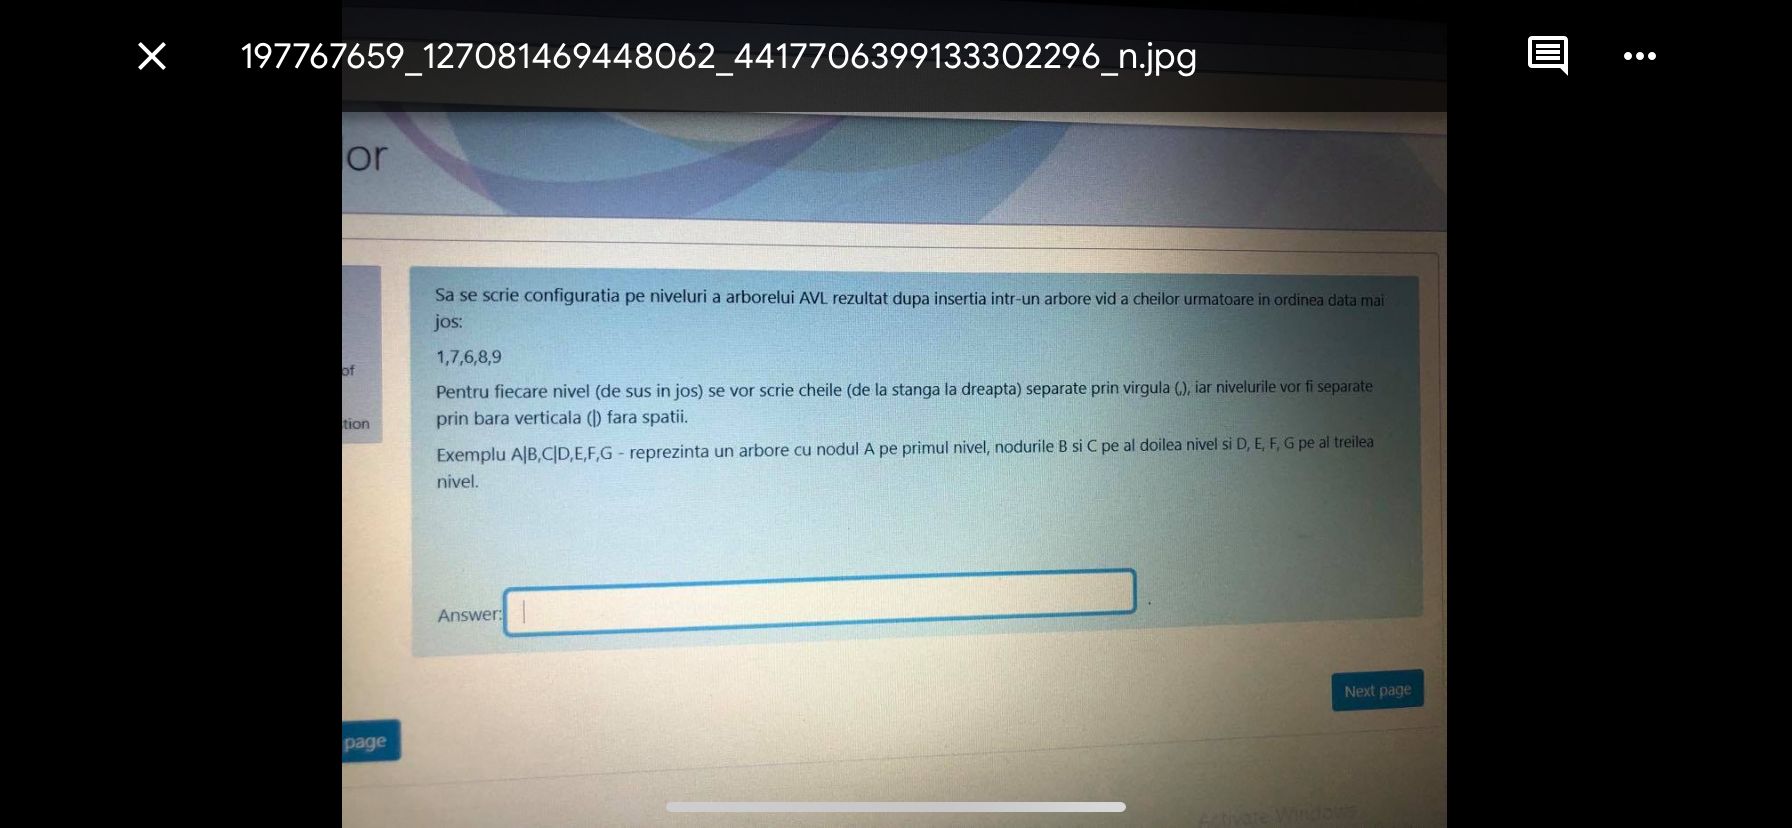 197767659_127081469448062_4417706399133302296_n.jpg
or
Sa se scrie configuratia pe niveluri a arborelui AVL rezultat dupa insertia intr-un arbore vid a cheilor urmatoare in ordinea data mai
jos:
1,7,6,8,9
of
Pentru fiecare nivel (de sus in jos) se vor scrie cheile (de la stanga la dreapta) separate prin virgula (,), iar nivelurile vor fi separate
prin bara verticala (|) fara spatii.
tion
Exemplu A|B,C|D,E,F,G - reprezinta un arbore cu nodul A pe primul nivel, nodurile B si C pe al doilea nivel si D, E, F, G pe al treilea
nivel.
Answer:
.
Next page
page
Activate Windows